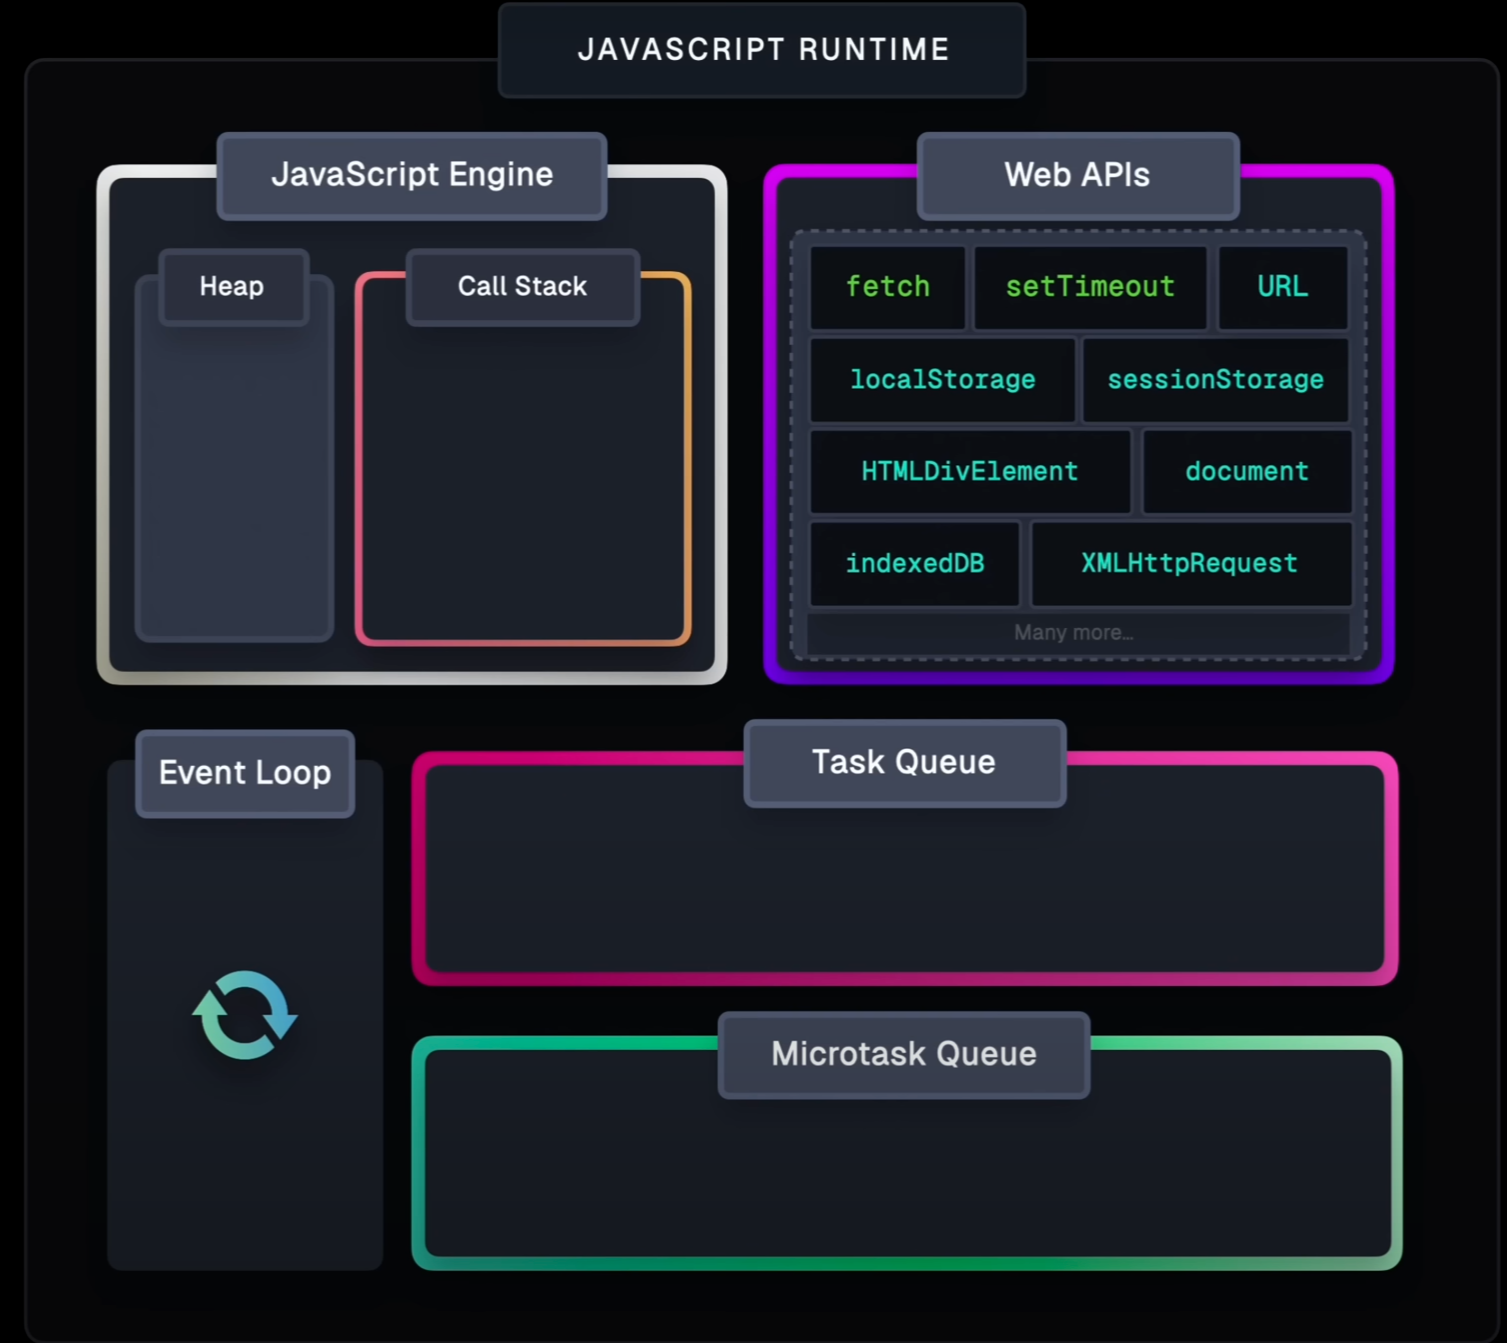 JAVASCRIPT RUNTIME
JavaScript Engine
Heap
Call Stack
Web APIs
fetch
setTimeout
URL
localStorage
sessionStorage
HTMLDivElement
document
indexedDB
XMLHttpRequest
Many more...
Event Loop
Task Queue
Microtask Queue